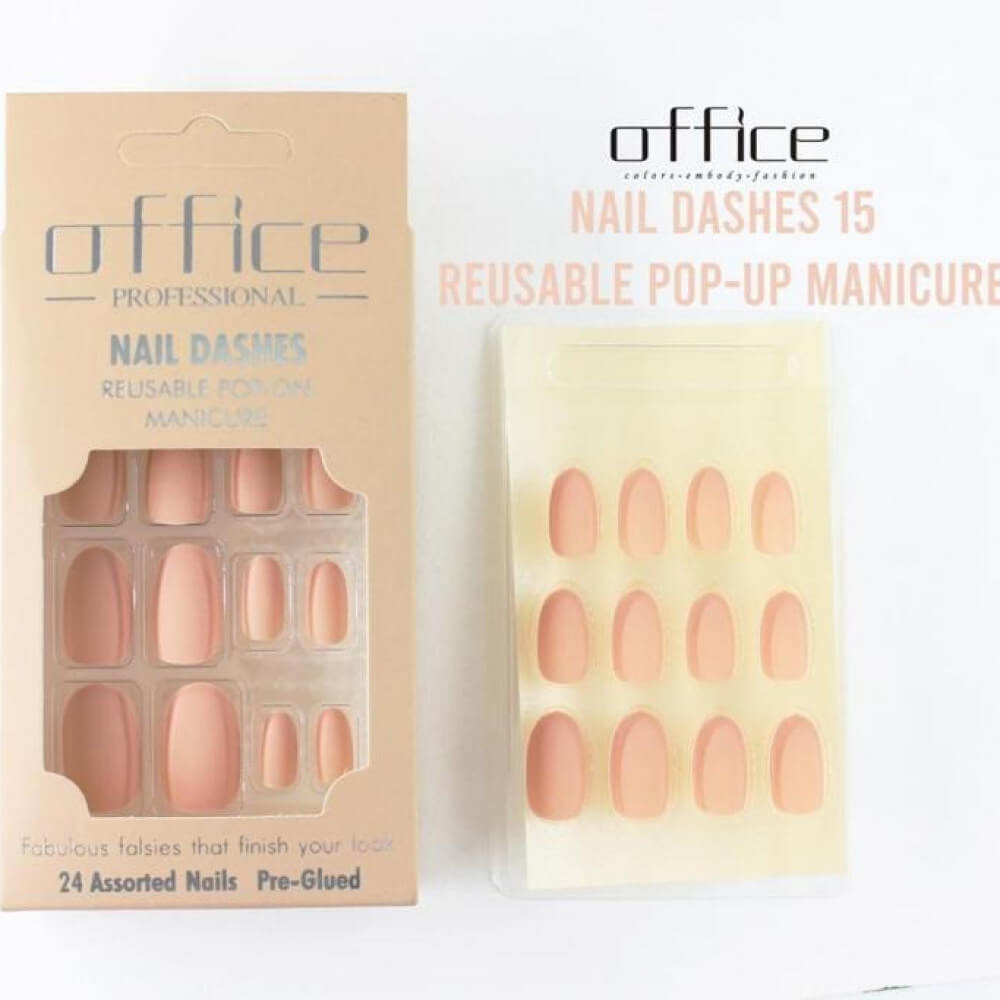 office
PROFESSIONAL
NAIL DASHES
REUSABLE POP-ON
MANICURE
Fabulous falsies that finish your look
24 Assorted Nails Pre-Glued
office
colors-embody-fashion
NAIL DASHES 15
REUSABLE POP-UP MANICURE